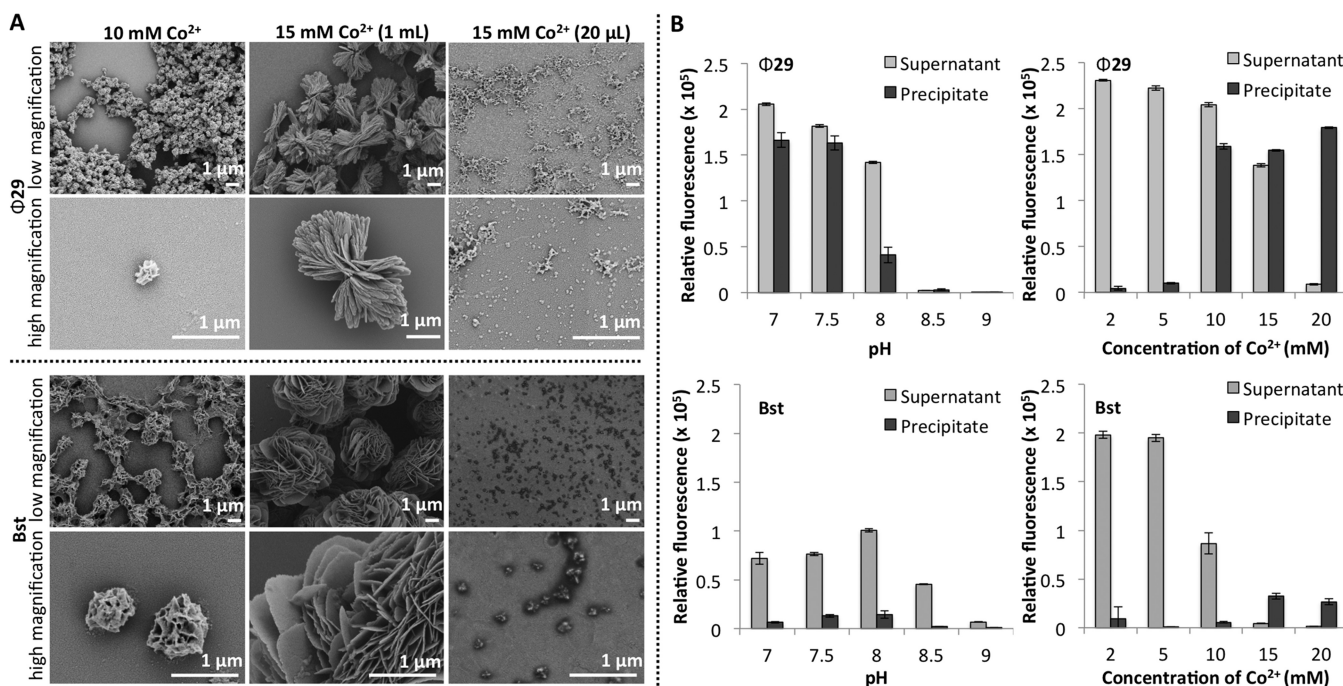 A
10 mM Co²⁺
15 mM Co²⁺ (1 mL)
15 mM Co²⁺ (20 µL)
Φ29
low magnification
1 µm
1 µm
1 µm
high magnification
1 µm
1 µm
1 µm
Bst
low magnification
1 µm
1 µm
1 µm
high magnification
1 µm
1 µm
1 µm
B
Φ29
Supernatant
Precipitate
Relative fluorescence (x 10⁵)
2.5
2
1.5
1
0.5
0
7 7.5 8 8.5 9
pH
Φ29
Supernatant
Precipitate
Relative fluorescence (x 10⁵)
2.5
2
1.5
1
0.5
0
2 5 10 15 20
Concentration of Co²⁺ (mM)
Bst
Supernatant
Precipitate
Relative fluorescence (x 10⁵)
2.5
2
1.5
1
0.5
0
7 7.5 8 8.5 9
pH
Bst
Supernatant
Precipitate
Relative fluorescence (x 10⁵)
2.5
2
1.5
1
0.5
0
2 5 10 15 20
Concentration of Co²⁺ (mM)